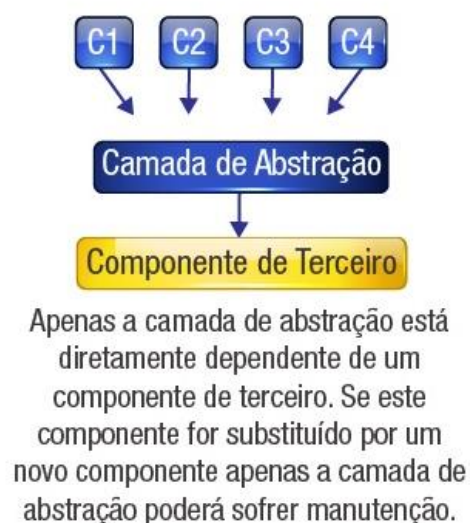 C1 C2 C3 C4
Camada de Abstração
Componente de Terceiro
Apenas a camada de abstração está
diretamente dependente de um
componente de terceiro. Se este
componente for substituído por um
novo componente apenas a camada de
abstração poderá sofrer manutenção.